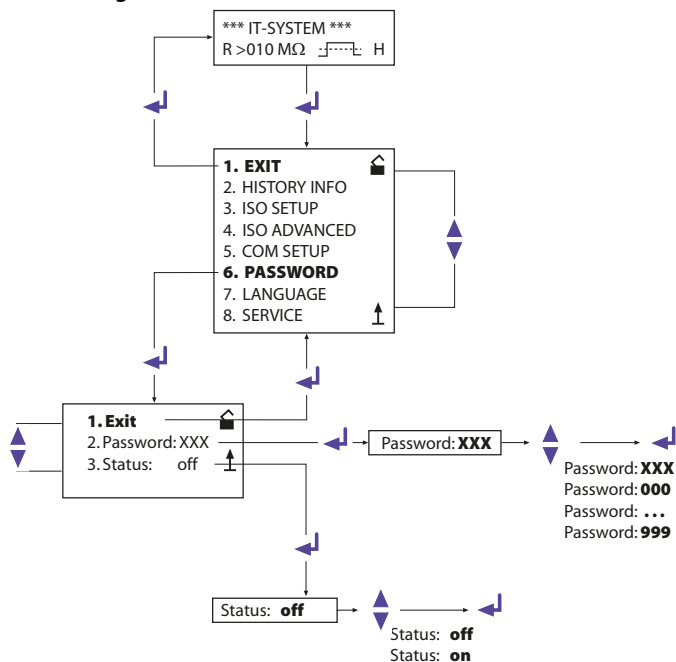 *** IT-SYSTEM ***
R >010 MΩ H
1. EXIT
2. HISTORY INFO
3. ISO SETUP
4. ISO ADVANCED
5. COM SETUP
6. PASSWORD
7. LANGUAGE
8. SERVICE
1. Exit
2. Password: XXX
3. Status: off
Password: XXX
Password: XXX
Password: 000
Password: ...
Password: 999
Status: off
Status: off
Status: on